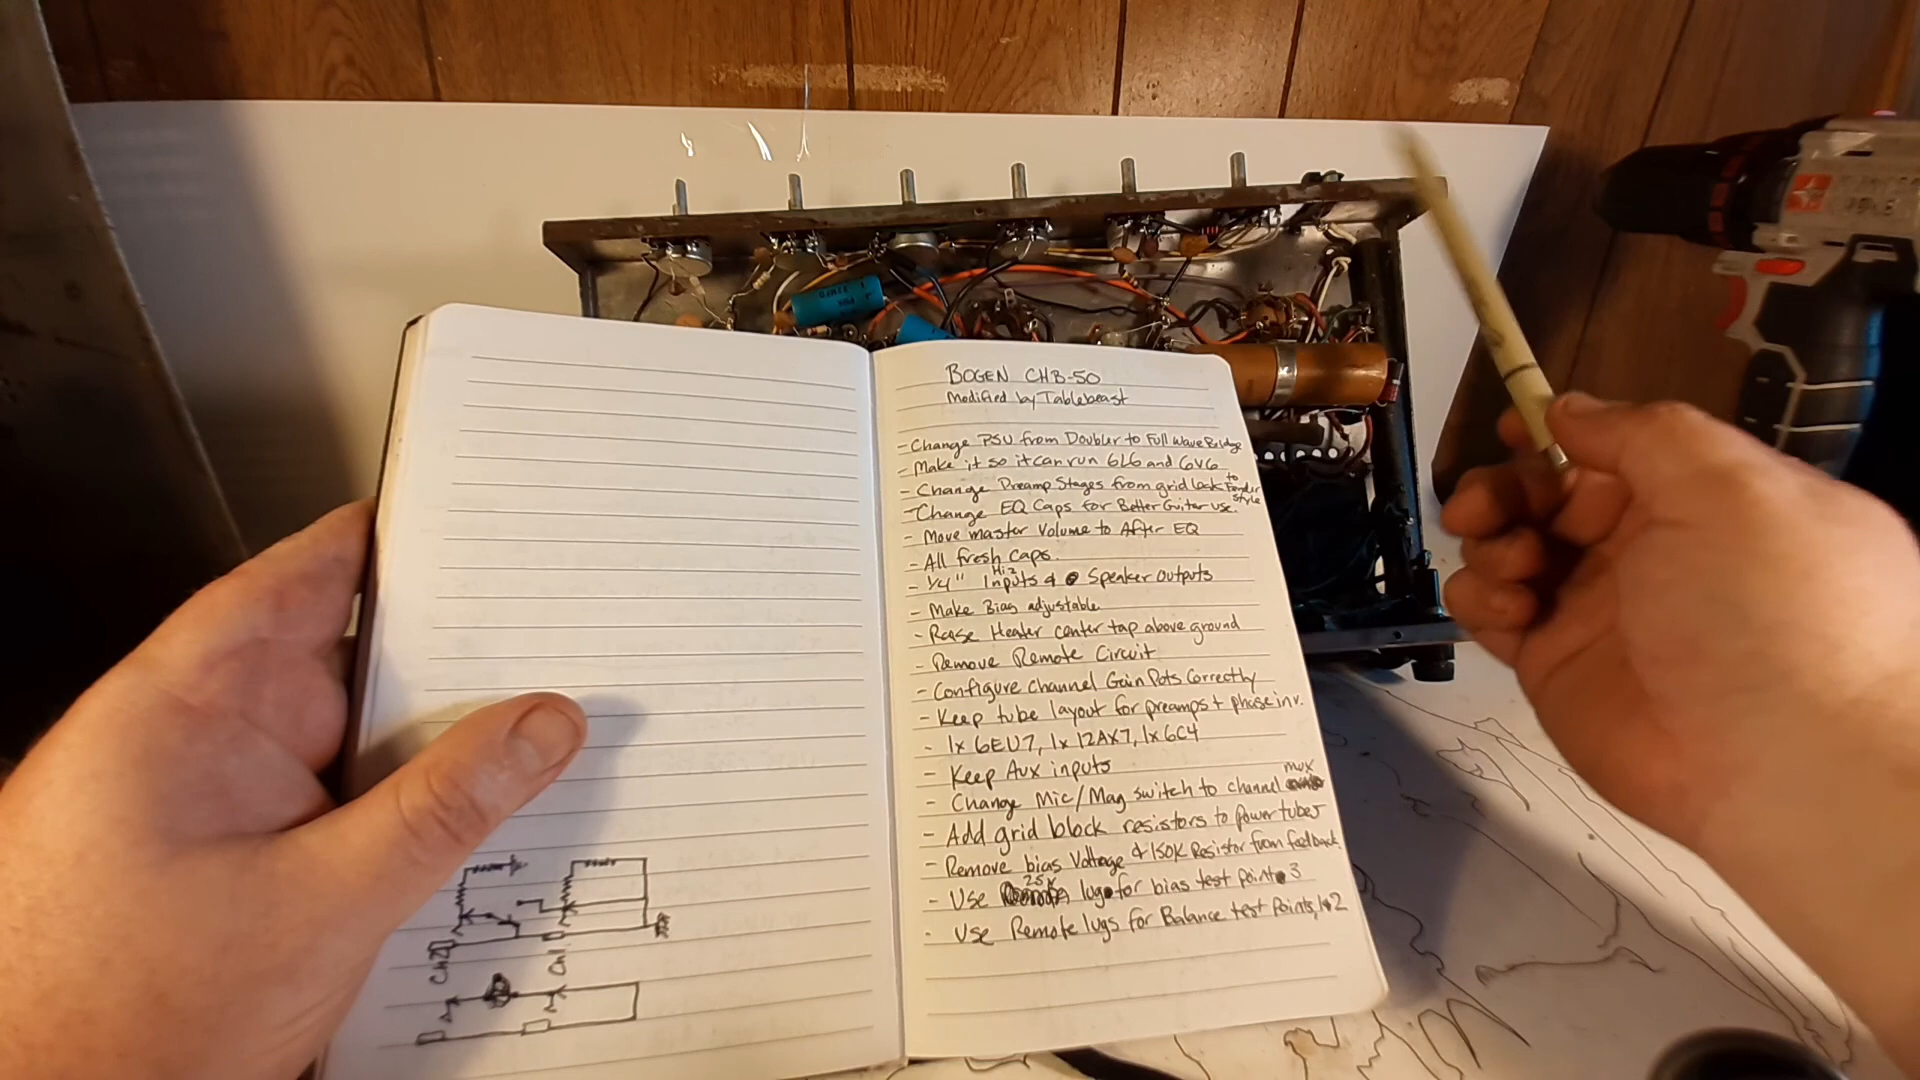 BOGEN CHB-50
Modified by Tablebeast
- Change PSU from Doubler to Full Wave Bridge
- Make it so it can run 6L6 and 6V6
- Change Preamp Stages from grid leak to Fender Style
- Change EQ Caps for Better Guitar use.
- Move master Volume to After EQ
- All fresh caps.
- 1/4" Hi Z Inputs & Speaker outputs
- Make Bias adjustable
- Raise Heater center tap above ground
- Remove Remote Circuit
- Configure Channel Gain Pots Correctly
- Keep tube layout for preamps + phase inv.
- 1x 6EU7, 1x 12AX7, 1x 6C4
- Keep Aux inputs
- Change Mic/Mag switch to channel mux
- Add grid block resistors to power tubes
- Remove bias Voltage & 150K Resistor from feedback
- Use 25V lug for bias test point 3
- Use Remote lugs for Balance test points, 1 & 2
CH2
CH1